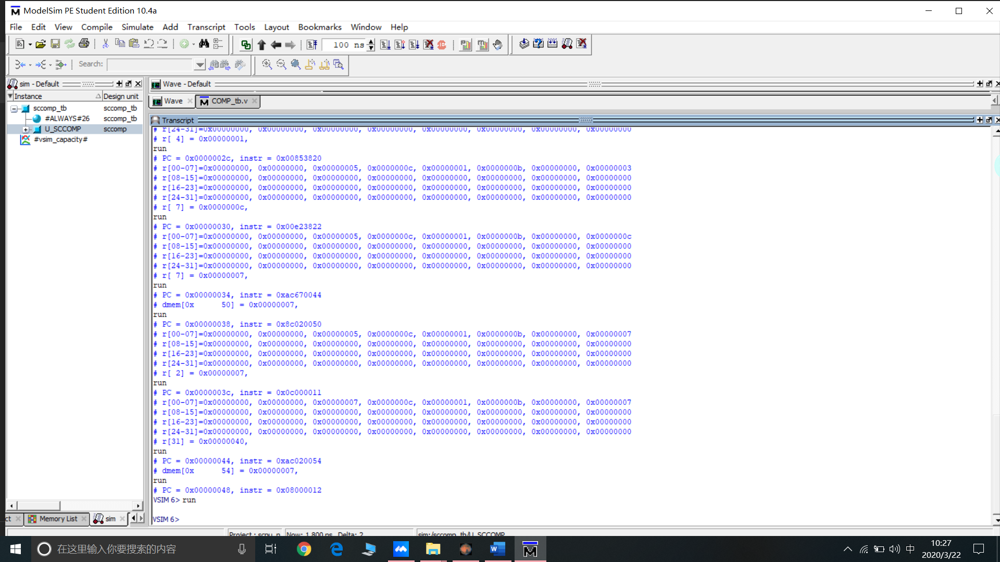 ModelSim PE Student Edition 10.4a
File Edit View Compile Simulate Add Transcript Tools Layout Bookmarks Window Help
100 ns
Search:
sim - Default
Wave - Default
Instance Design unit
Wave COMP_tb.v
sccomp_tb sccomp_tb
#ALWAYS#26 sccomp_tb
U_SCCOMP sccomp
#vsim_capacity#
Transcript
# r[24-31]=0x00000000, 0x00000000, 0x00000000, 0x00000000, 0x00000000, 0x00000000, 0x00000000, 0x00000000
# r[ 4] = 0x00000001,
run
# PC = 0x0000002c, instr = 0x00853820
# r[00-07]=0x00000000, 0x00000000, 0x00000005, 0x0000000c, 0x00000001, 0x0000000b, 0x00000000, 0x00000003
# r[08-15]=0x00000000, 0x00000000, 0x00000000, 0x00000000, 0x00000000, 0x00000000, 0x00000000, 0x00000000
# r[16-23]=0x00000000, 0x00000000, 0x00000000, 0x00000000, 0x00000000, 0x00000000, 0x00000000, 0x00000000
# r[24-31]=0x00000000, 0x00000000, 0x00000000, 0x00000000, 0x00000000, 0x00000000, 0x00000000, 0x00000000
# r[ 7] = 0x0000000c,
run
# PC = 0x00000030, instr = 0x00e23822
# r[00-07]=0x00000000, 0x00000000, 0x00000005, 0x0000000c, 0x00000001, 0x0000000b, 0x00000000, 0x0000000c
# r[08-15]=0x00000000, 0x00000000, 0x00000000, 0x00000000, 0x00000000, 0x00000000, 0x00000000, 0x00000000
# r[16-23]=0x00000000, 0x00000000, 0x00000000, 0x00000000, 0x00000000, 0x00000000, 0x00000000, 0x00000000
# r[24-31]=0x00000000, 0x00000000, 0x00000000, 0x00000000, 0x00000000, 0x00000000, 0x00000000, 0x00000000
# r[ 7] = 0x00000007,
run
# PC = 0x00000034, instr = 0xac670044
# dmem[0x      50] = 0x00000007,
run
# PC = 0x00000038, instr = 0x8c020050
# r[00-07]=0x00000000, 0x00000000, 0x00000005, 0x0000000c, 0x00000001, 0x0000000b, 0x00000000, 0x00000007
# r[08-15]=0x00000000, 0x00000000, 0x00000000, 0x00000000, 0x00000000, 0x00000000, 0x00000000, 0x00000000
# r[16-23]=0x00000000, 0x00000000, 0x00000000, 0x00000000, 0x00000000, 0x00000000, 0x00000000, 0x00000000
# r[24-31]=0x00000000, 0x00000000, 0x00000000, 0x00000000, 0x00000000, 0x00000000, 0x00000000, 0x00000000
# r[ 2] = 0x00000007,
run
# PC = 0x0000003c, instr = 0x0c000011
# r[00-07]=0x00000000, 0x00000000, 0x00000007, 0x0000000c, 0x00000001, 0x0000000b, 0x00000000, 0x00000007
# r[08-15]=0x00000000, 0x00000000, 0x00000000, 0x00000000, 0x00000000, 0x00000000, 0x00000000, 0x00000000
# r[16-23]=0x00000000, 0x00000000, 0x00000000, 0x00000000, 0x00000000, 0x00000000, 0x00000000, 0x00000000
# r[24-31]=0x00000000, 0x00000000, 0x00000000, 0x00000000, 0x00000000, 0x00000000, 0x00000000, 0x00000000
# r[31] = 0x00000040,
run
# PC = 0x00000044, instr = 0xac020054
# dmem[0x      54] = 0x00000007,
run
# PC = 0x00000048, instr = 0x08000012
VSIM 6> run
VSIM 6>
ct Memory List sim
Project : scpu_p Now: 1,800 ns Delta: 2 sim:/sccomp_tb/U_SCCOMP
在这里输入你要搜索的内容
中
10:27
2020/3/22